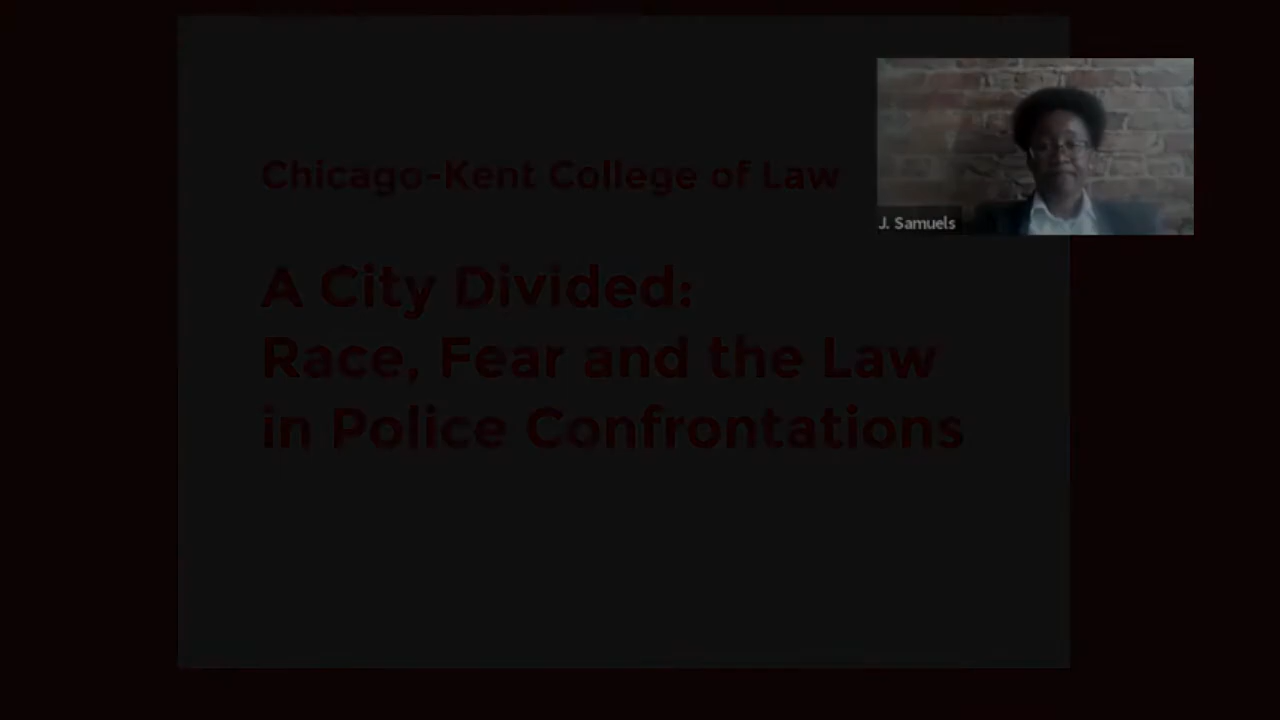 Chicago-Kent College of Law
J. Samuels
A City Divided:
Race, Fear and the Law
in Police Confrontations